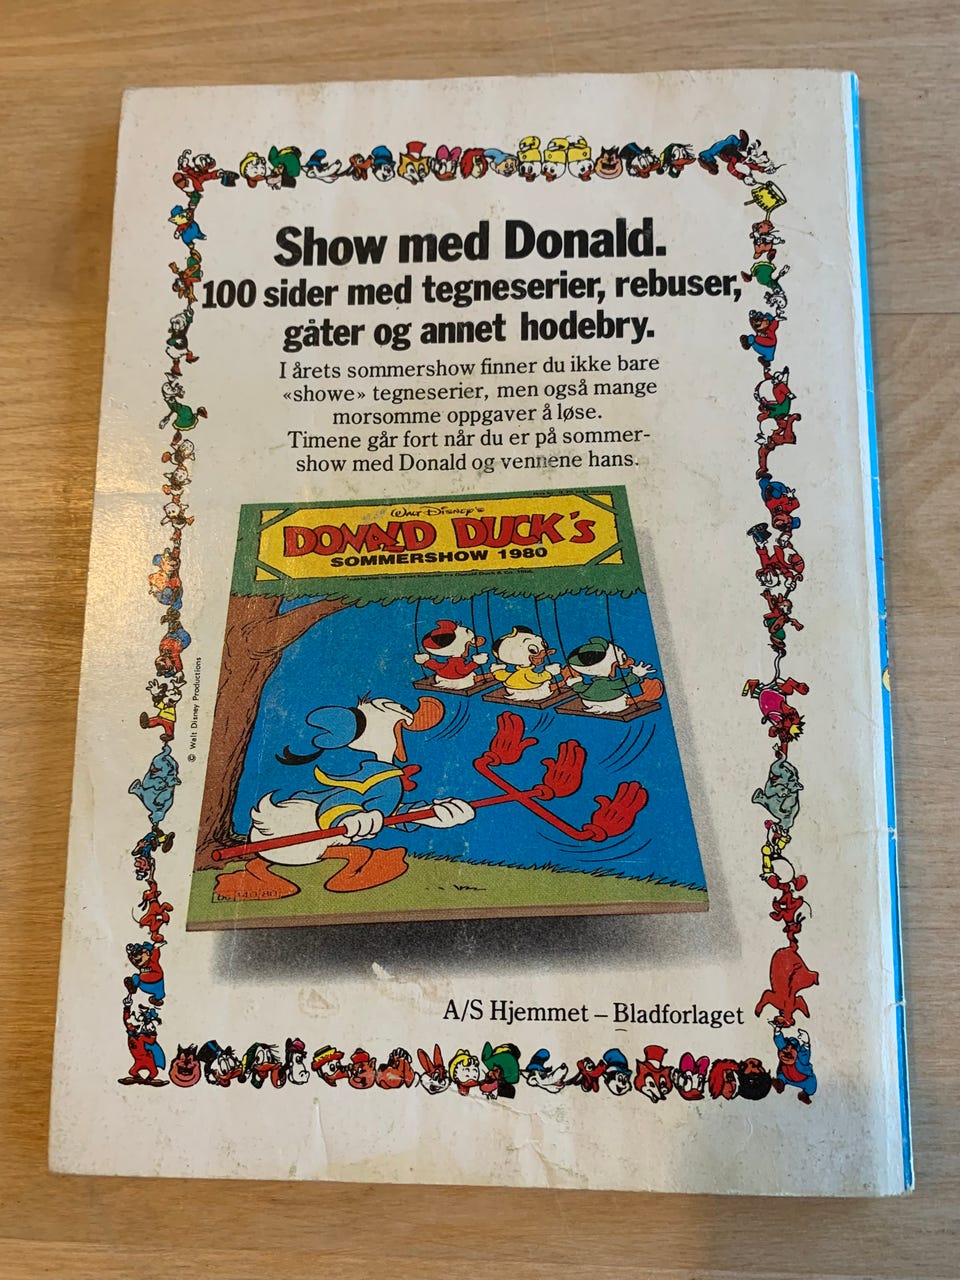 Show med Donald.
100 sider med tegneserier, rebuser,
gåter og annet hodebry.
I årets sommershow finner du ikke bare
«showe» tegneserier, men også mange
morsomme oppgaver å løse.
Timene går fort når du er på sommer-
show med Donald og vennene hans.
WALT DISNEY'S
DONALD DUCK's
SOMMERSHOW 1980
© Walt Disney Productions
A/S Hjemmet – Bladforlaget